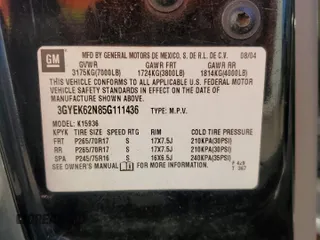 GM MFD BY GENERAL MOTORS DE MEXICO, S. DE R.L. DE C.V. 08/04
GVWR GAWR FRT GAWR RR
3175KG(7000LB) 1724KG(3800LB) 1814KG(4000LB)
THIS VEHICLE CONFORMS TO ALL APPLICABLE U.S. FEDERAL MOTOR
VEHICLE SAFETY STANDARDS IN EFFECT ON THE DATE OF
MANUFACTURE SHOWN ABOVE.
3GYEK62N85G111436 TYPE: M.P.V.
MODEL: K15936
KPYK TIRE SIZE SPEED RTG RIM COLD TIRE PRESSURE
FRT P265/70R17 S 17X7.5J 210KPA(30PSI)
RR P265/70R17 S 17X7.5J 210KPA(30PSI)
SPA P245/75R16 S 16X6.5J 240KPA(35PSI)
SEE OWNER'S MANUAL
T 067